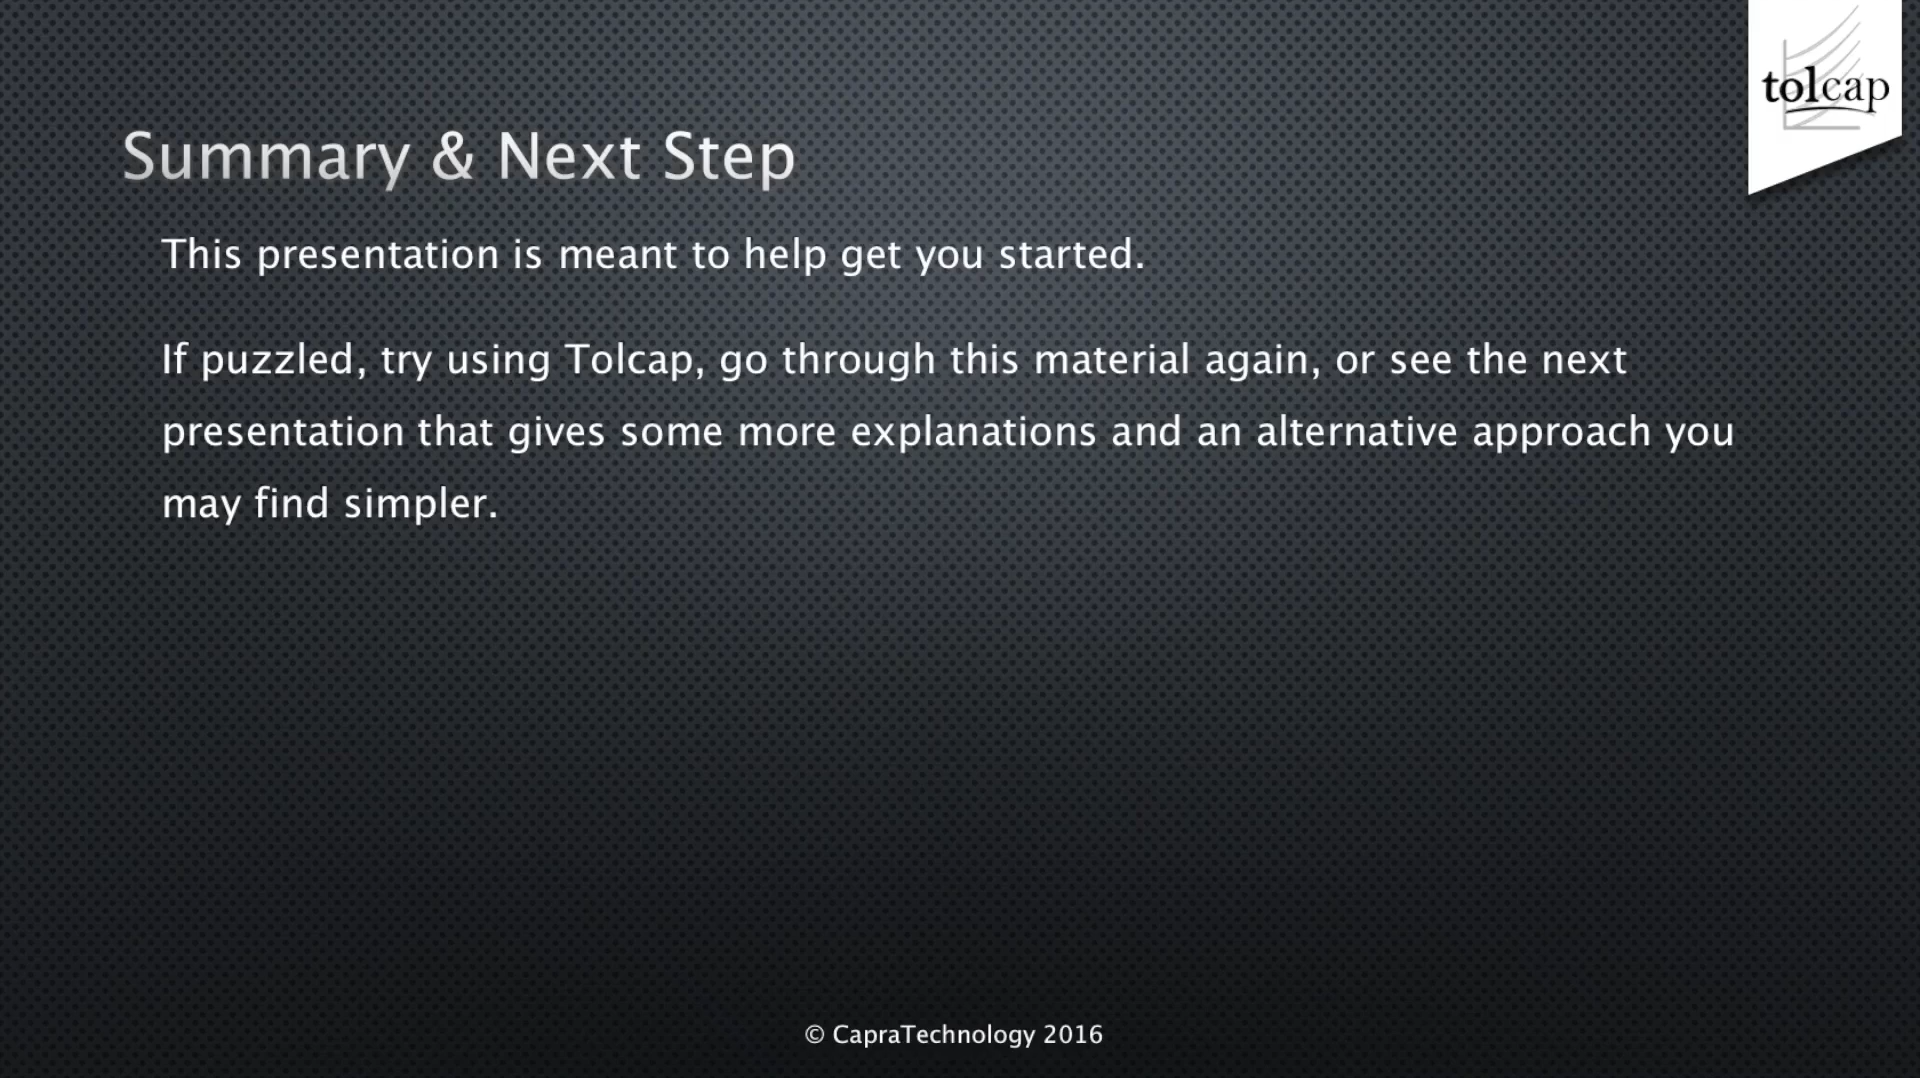 tolcap
Summary & Next Step
This presentation is meant to help get you started.
If puzzled, try using Tolcap, go through this material again, or see the next
presentation that gives some more explanations and an alternative approach you
may find simpler.
© CapraTechnology 2016